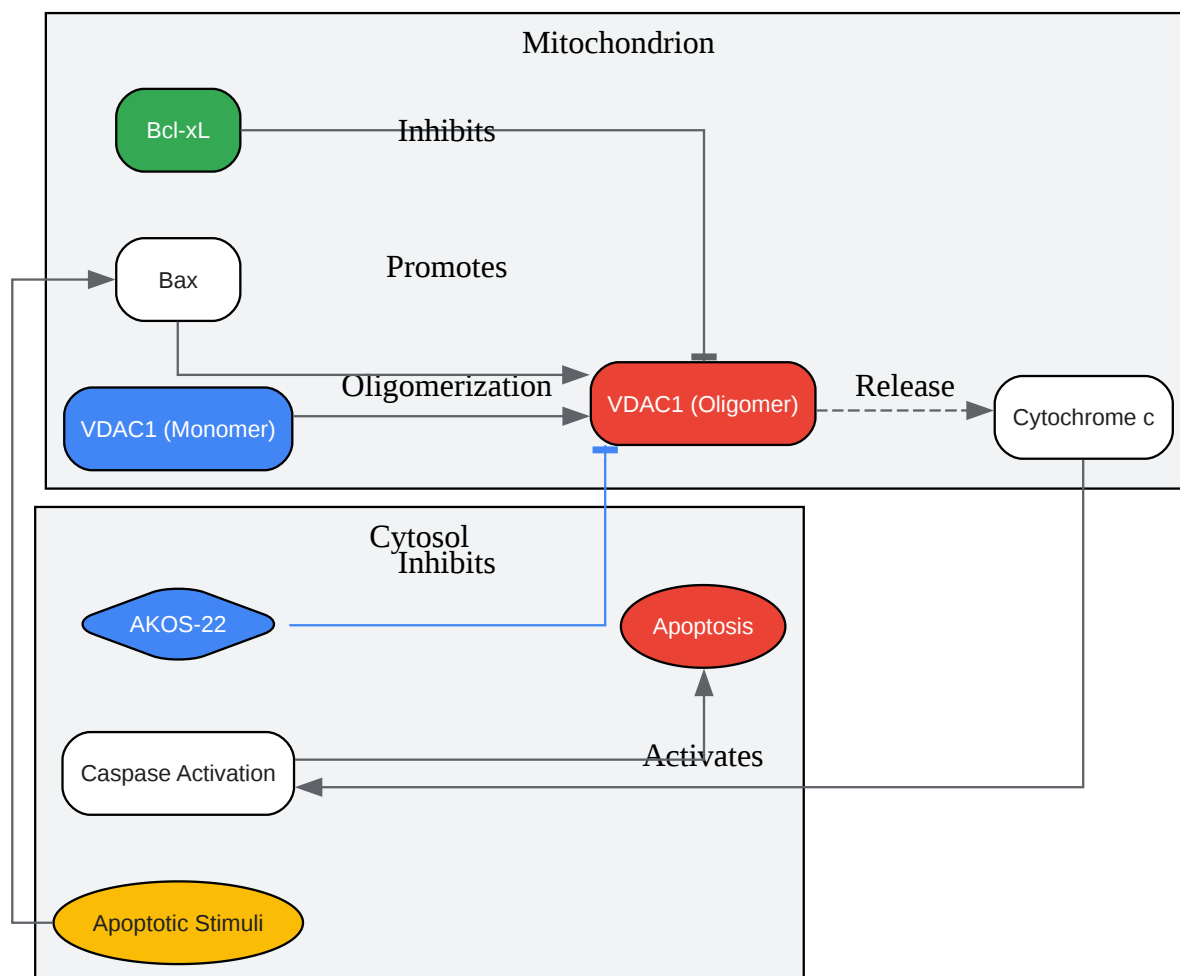 Mitochondrion
Bcl-xL
Inhibits
Promotes
Bax
Oligomerization
VDAC1 (Monomer)
VDAC1 (Oligomer)
Release
Cytochrome c
Cytosol
Inhibits
AKOS-22
Apoptosis
Activates
Caspase Activation
Apoptotic Stimuli